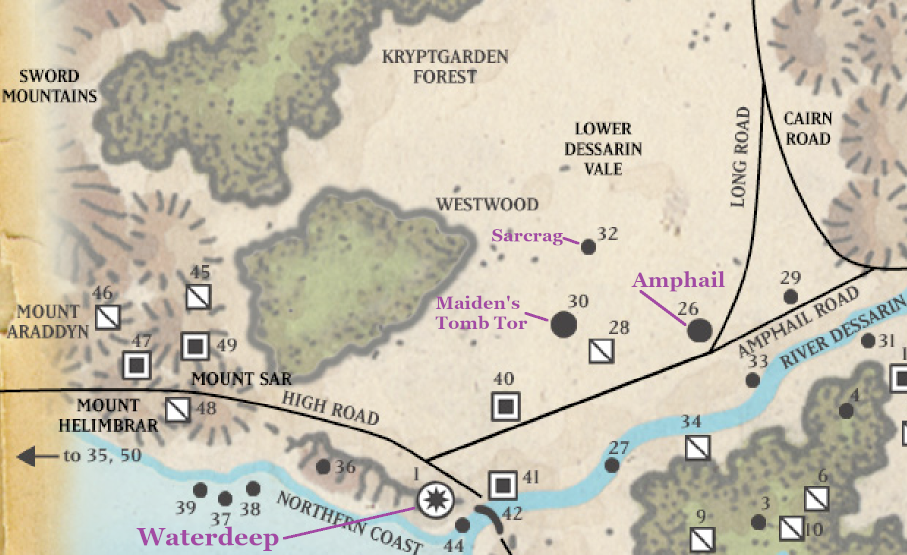 KRYPTGARDEN
FOREST
SWORD
MOUNTAINS
LONG ROAD
CAIRN
ROAD
LOWER
DESSARIN
VALE
WESTWOOD
Sarcrag
32
45
46
MOUNT
ARADDYN
47
49
Maiden's
Tomb Tor
30
28
Amphail
26
29
AMPHAIL ROAD
RIVER DESSARIN
31
33
MOUNT SAR
HIGH ROAD
40
MOUNT
HELIMBRAR
48
4
34
to 35, 50
36
1
41
27
39
37
38
NORTHERN COAST
42
44
Waterdeep
6
3
9
10